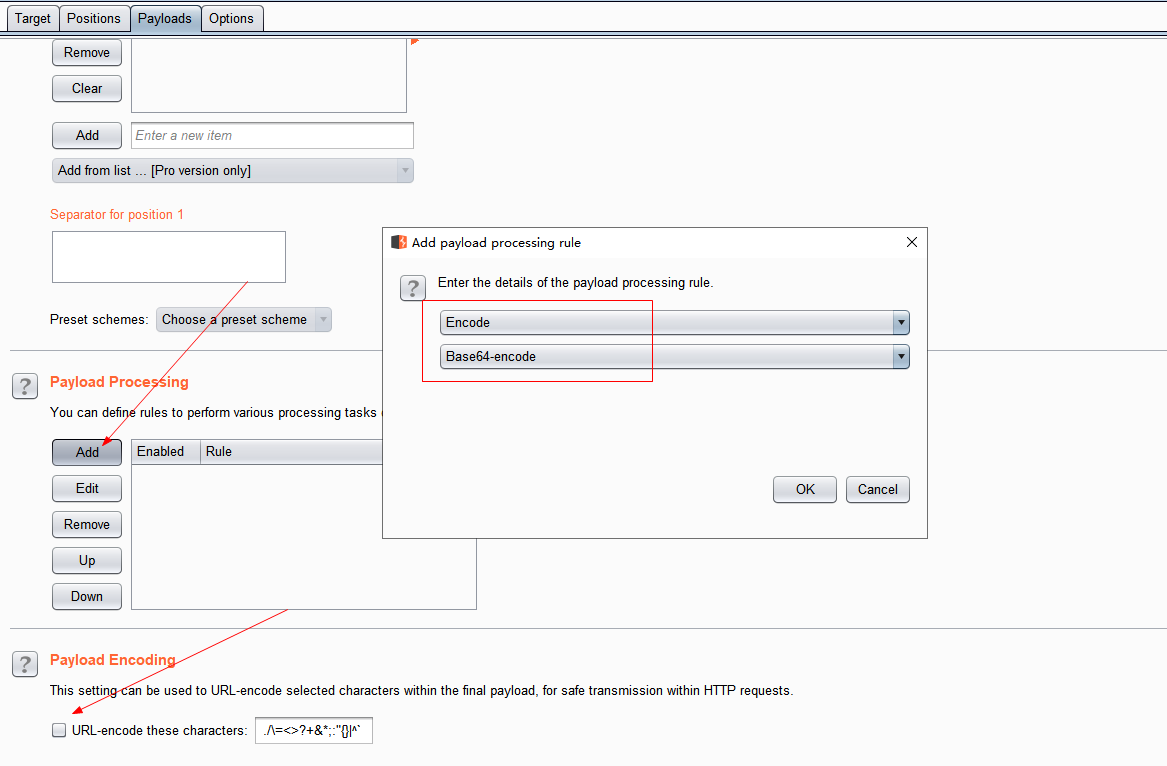 Target Positions Payloads Options
Remove
Clear
Add Enter a new item
Add from list ... [Pro version only]
Separator for position 1
Preset schemes: Choose a preset scheme
Add payload processing rule
? Enter the details of the payload processing rule.
Encode
Base64-encode
OK Cancel
? Payload Processing
You can define rules to perform various processing tasks
Add Enabled Rule
Edit
Remove
Up
Down
? Payload Encoding
This setting can be used to URL-encode selected characters within the final payload, for safe transmission within HTTP requests.
URL-encode these characters: ./\=<>?+&*;:"{}|^`